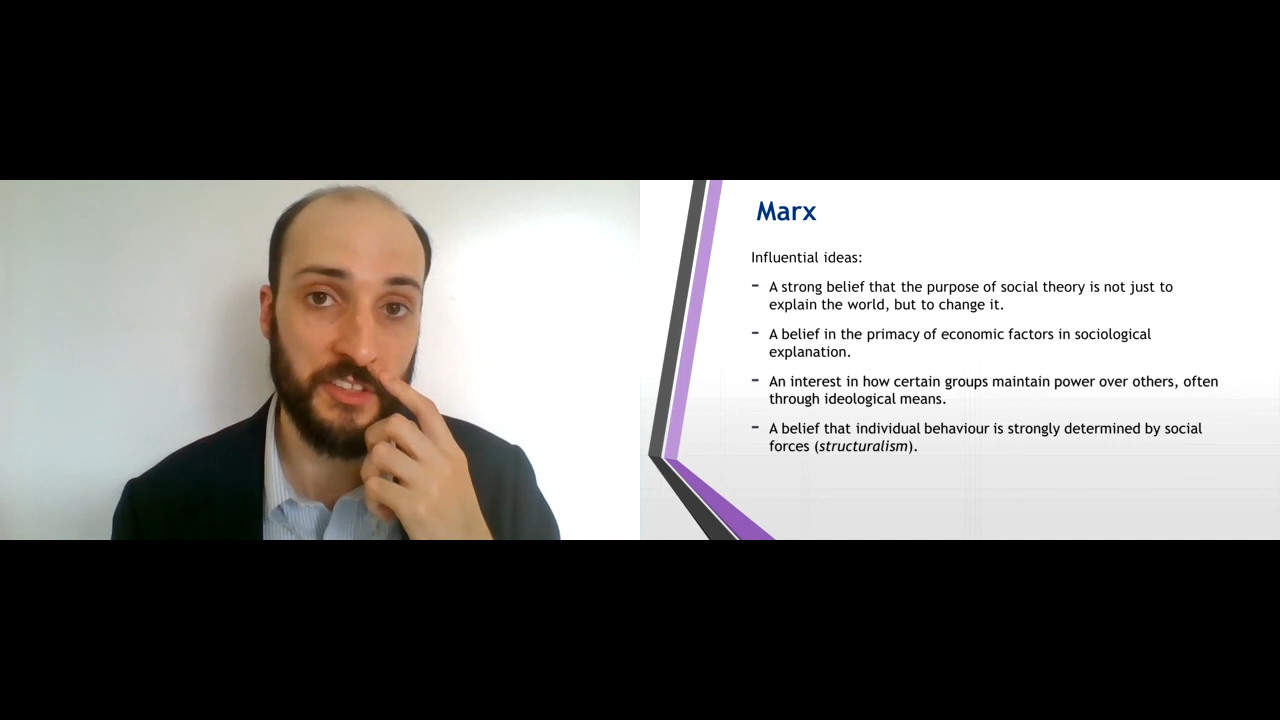 Marx
Influential ideas:
- A strong belief that the purpose of social theory is not just to
explain the world, but to change it.
- A belief in the primacy of economic factors in sociological
explanation.
- An interest in how certain groups maintain power over others, often
through ideological means.
- A belief that individual behaviour is strongly determined by social
forces (structuralism).